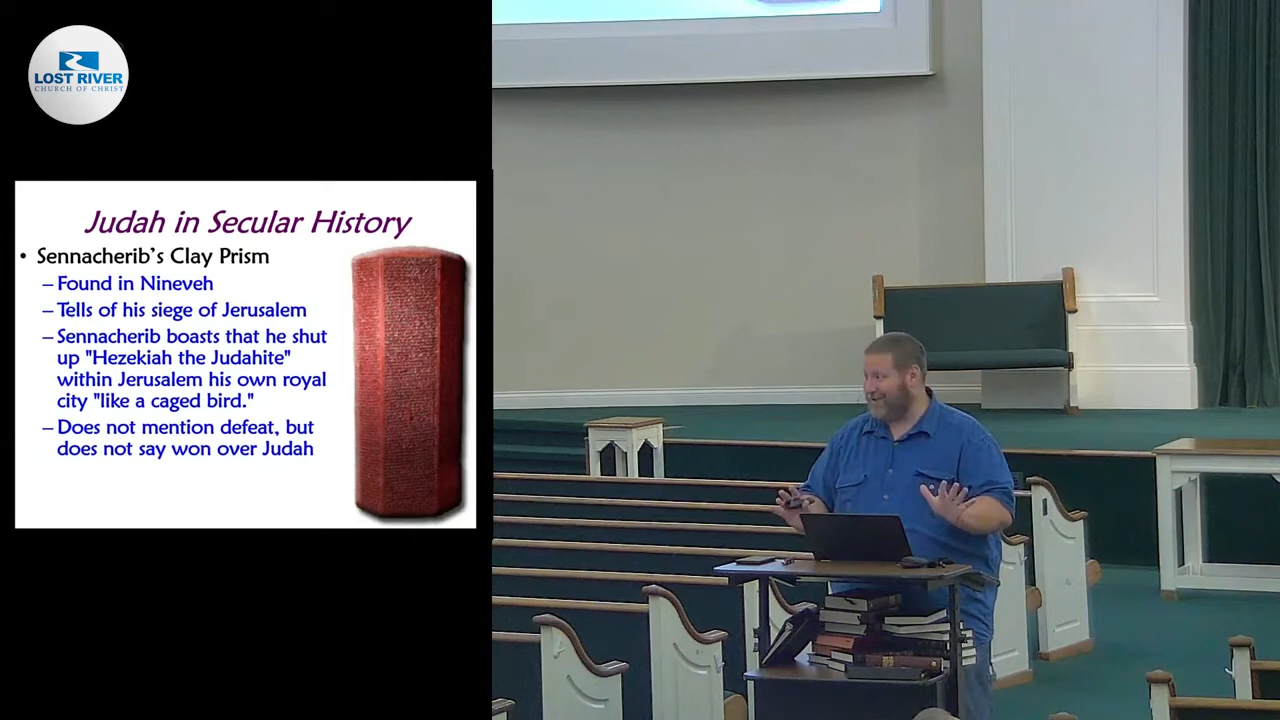 LOST RIVER
CHURCH OF CHRIST
Judah in Secular History
• Sennacherib's Clay Prism
– Found in Nineveh
– Tells of his siege of Jerusalem
– Sennacherib boasts that he shut
up "Hezekiah the Judahite"
within Jerusalem his own royal
city "like a caged bird."
– Does not mention defeat, but
does not say won over Judah